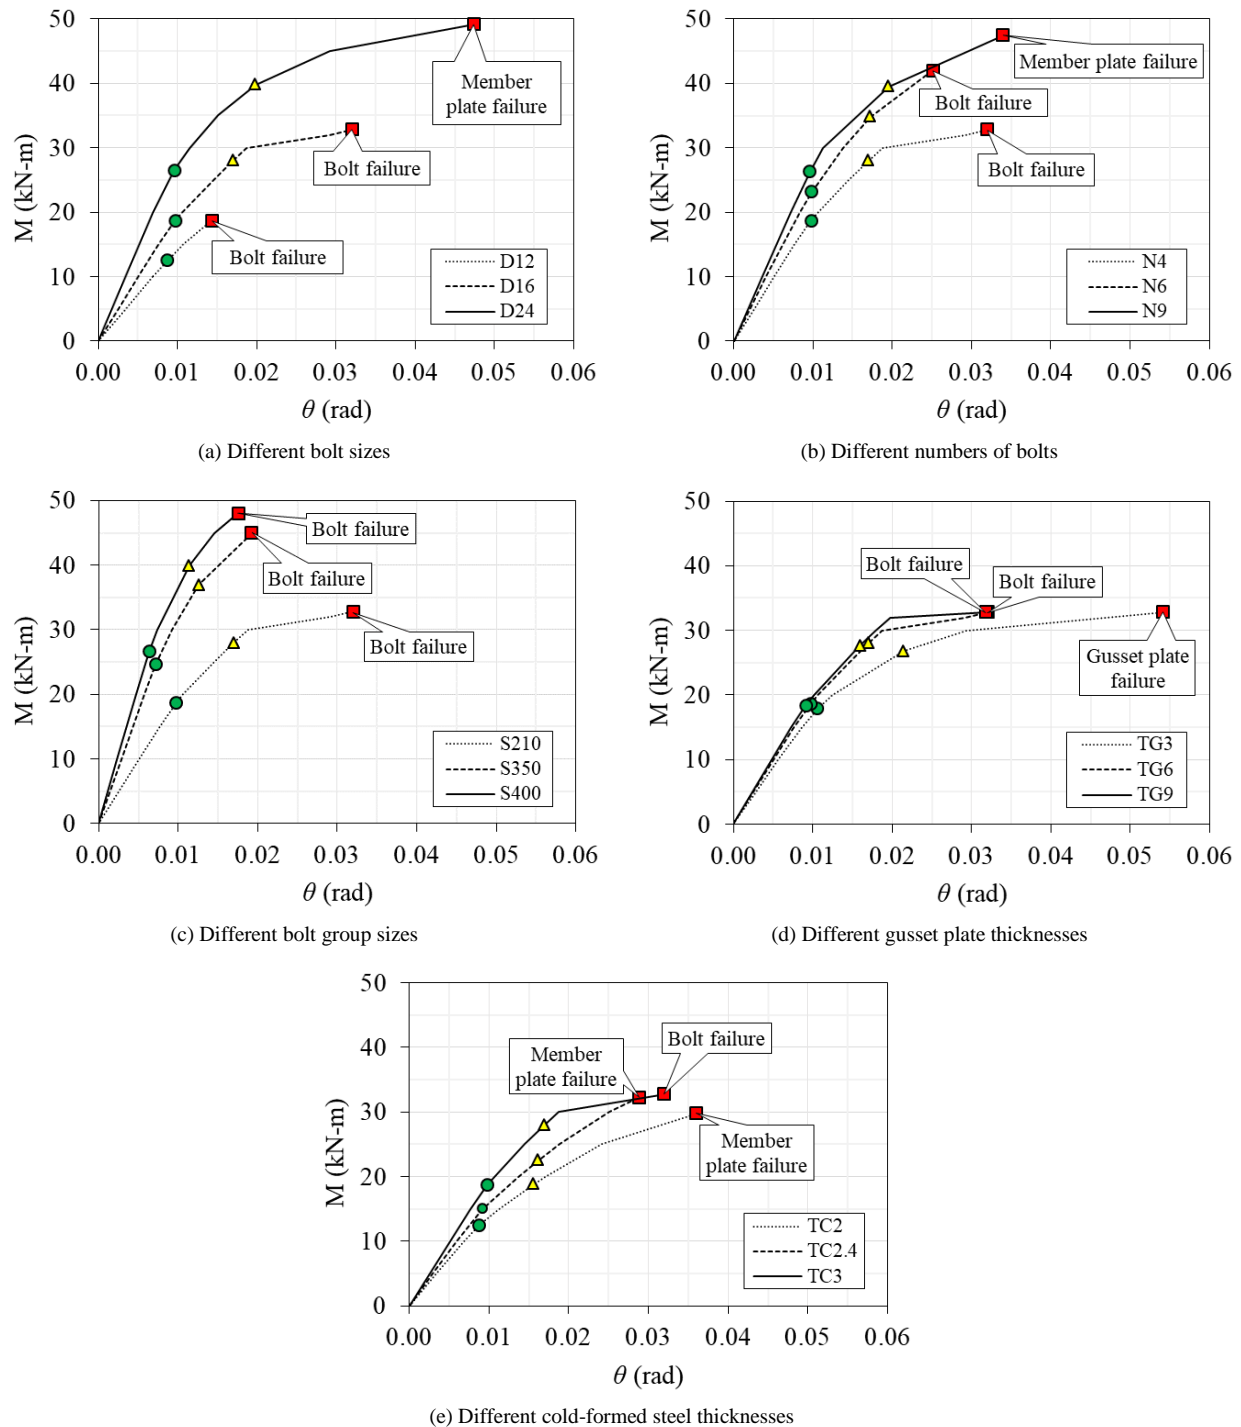 50
40
30
20
10
0
M (kN-m)
Member
plate failure
Bolt failure
Bolt failure
D12
D16
D24
0.00 0.01 0.02 0.03 0.04 0.05 0.06
θ (rad)
(a) Different bolt sizes
50
40
30
20
10
0
M (kN-m)
Member plate failure
Bolt failure
Bolt failure
N4
N6
N9
0.00 0.01 0.02 0.03 0.04 0.05 0.06
θ (rad)
(b) Different numbers of bolts
50
40
30
20
10
0
M (kN-m)
Bolt failure
Bolt failure
Bolt failure
S210
S350
S400
0.00 0.01 0.02 0.03 0.04 0.05 0.06
θ (rad)
(c) Different bolt group sizes
50
40
30
20
10
0
M (kN-m)
Bolt failure
Bolt failure
Gusset plate
failure
TG3
TG6
TG9
0.00 0.01 0.02 0.03 0.04 0.05 0.06
θ (rad)
(d) Different gusset plate thicknesses
50
40
30
20
10
0
M (kN-m)
Member
plate failure
Bolt failure
Member
plate failure
TC2
TC2.4
TC3
0.00 0.01 0.02 0.03 0.04 0.05 0.06
θ (rad)
(e) Different cold-formed steel thicknesses